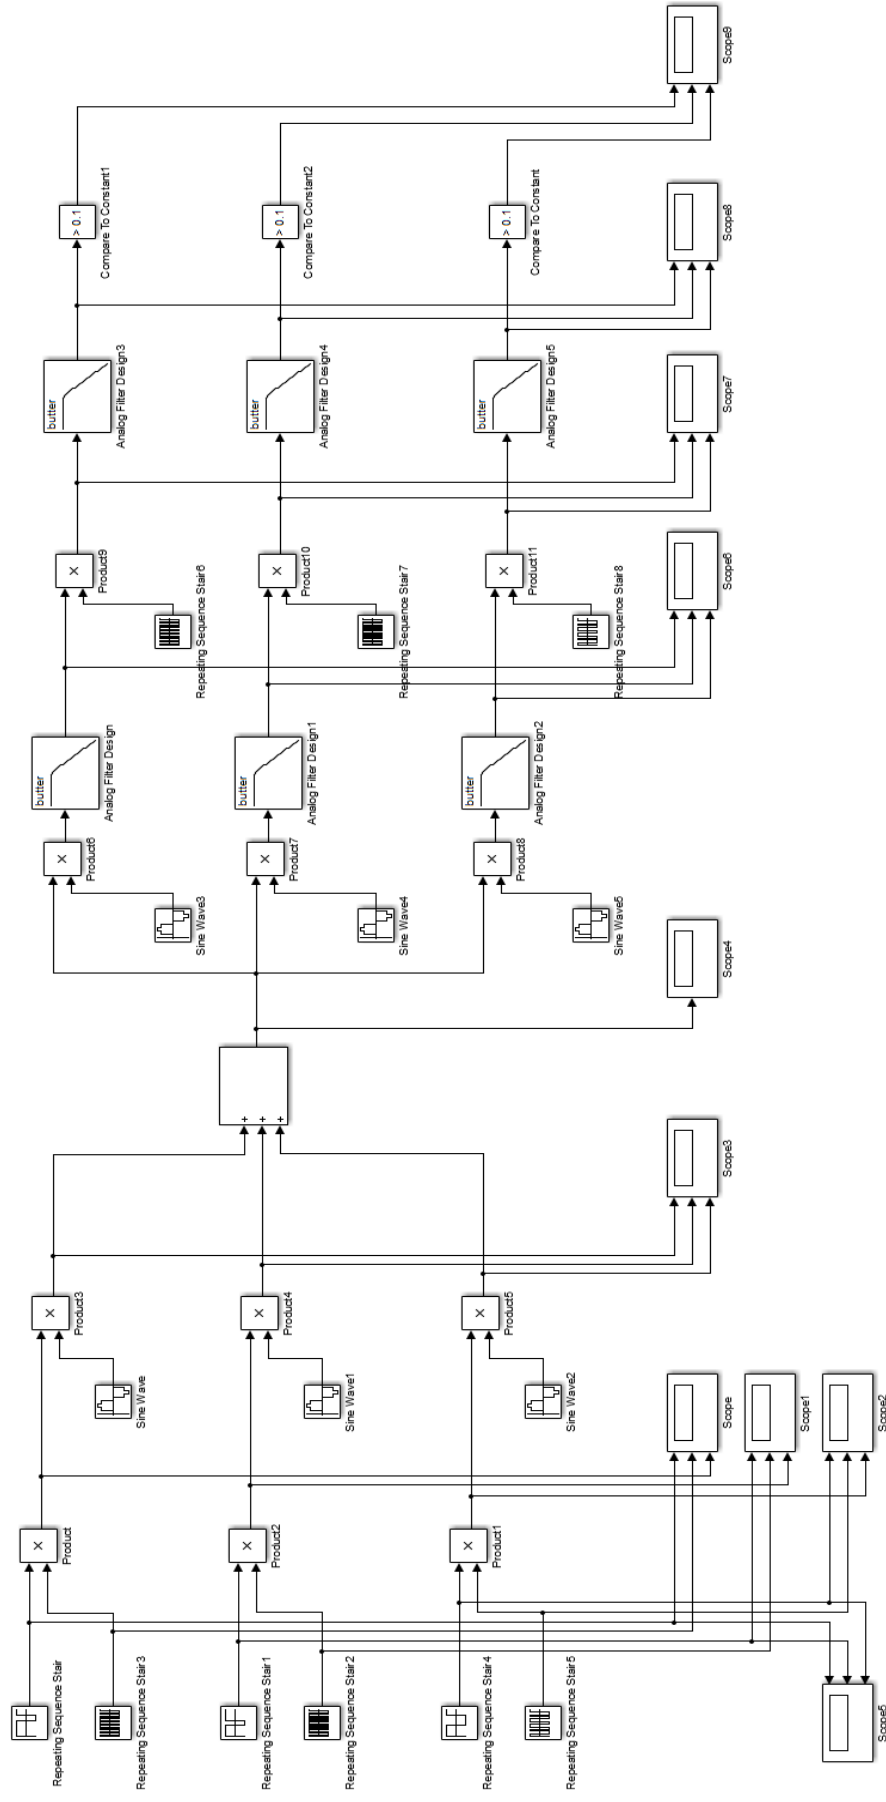 Repeating Sequence Stair
×
Product
×
Product3
×
Product6
butter
Analog Filter Design
×
Product9
butter
Analog Filter Design3
> 0.1
Compare To Constant1
Repeating Sequence Stair3
Sine Wave
Sine Wave3
Repeating Sequence Stair6
Repeating Sequence Stair1
×
Product2
×
Product4
+
+
+
×
Product7
butter
Analog Filter Design1
×
Product10
butter
Analog Filter Design4
> 0.1
Compare To Constant2
Repeating Sequence Stair2
Sine Wave1
Sine Wave4
Repeating Sequence Stair7
Repeating Sequence Stair4
×
Product1
×
Product5
×
Product8
butter
Analog Filter Design2
×
Product11
butter
Analog Filter Design5
> 0.1
Compare To Constant
Repeating Sequence Stair5
Sine Wave2
Sine Wave5
Repeating Sequence Stair8
Scope
Scope3
Scope4
Scope6
Scope7
Scope8
Scope9
Scope1
Scope5
Scope2